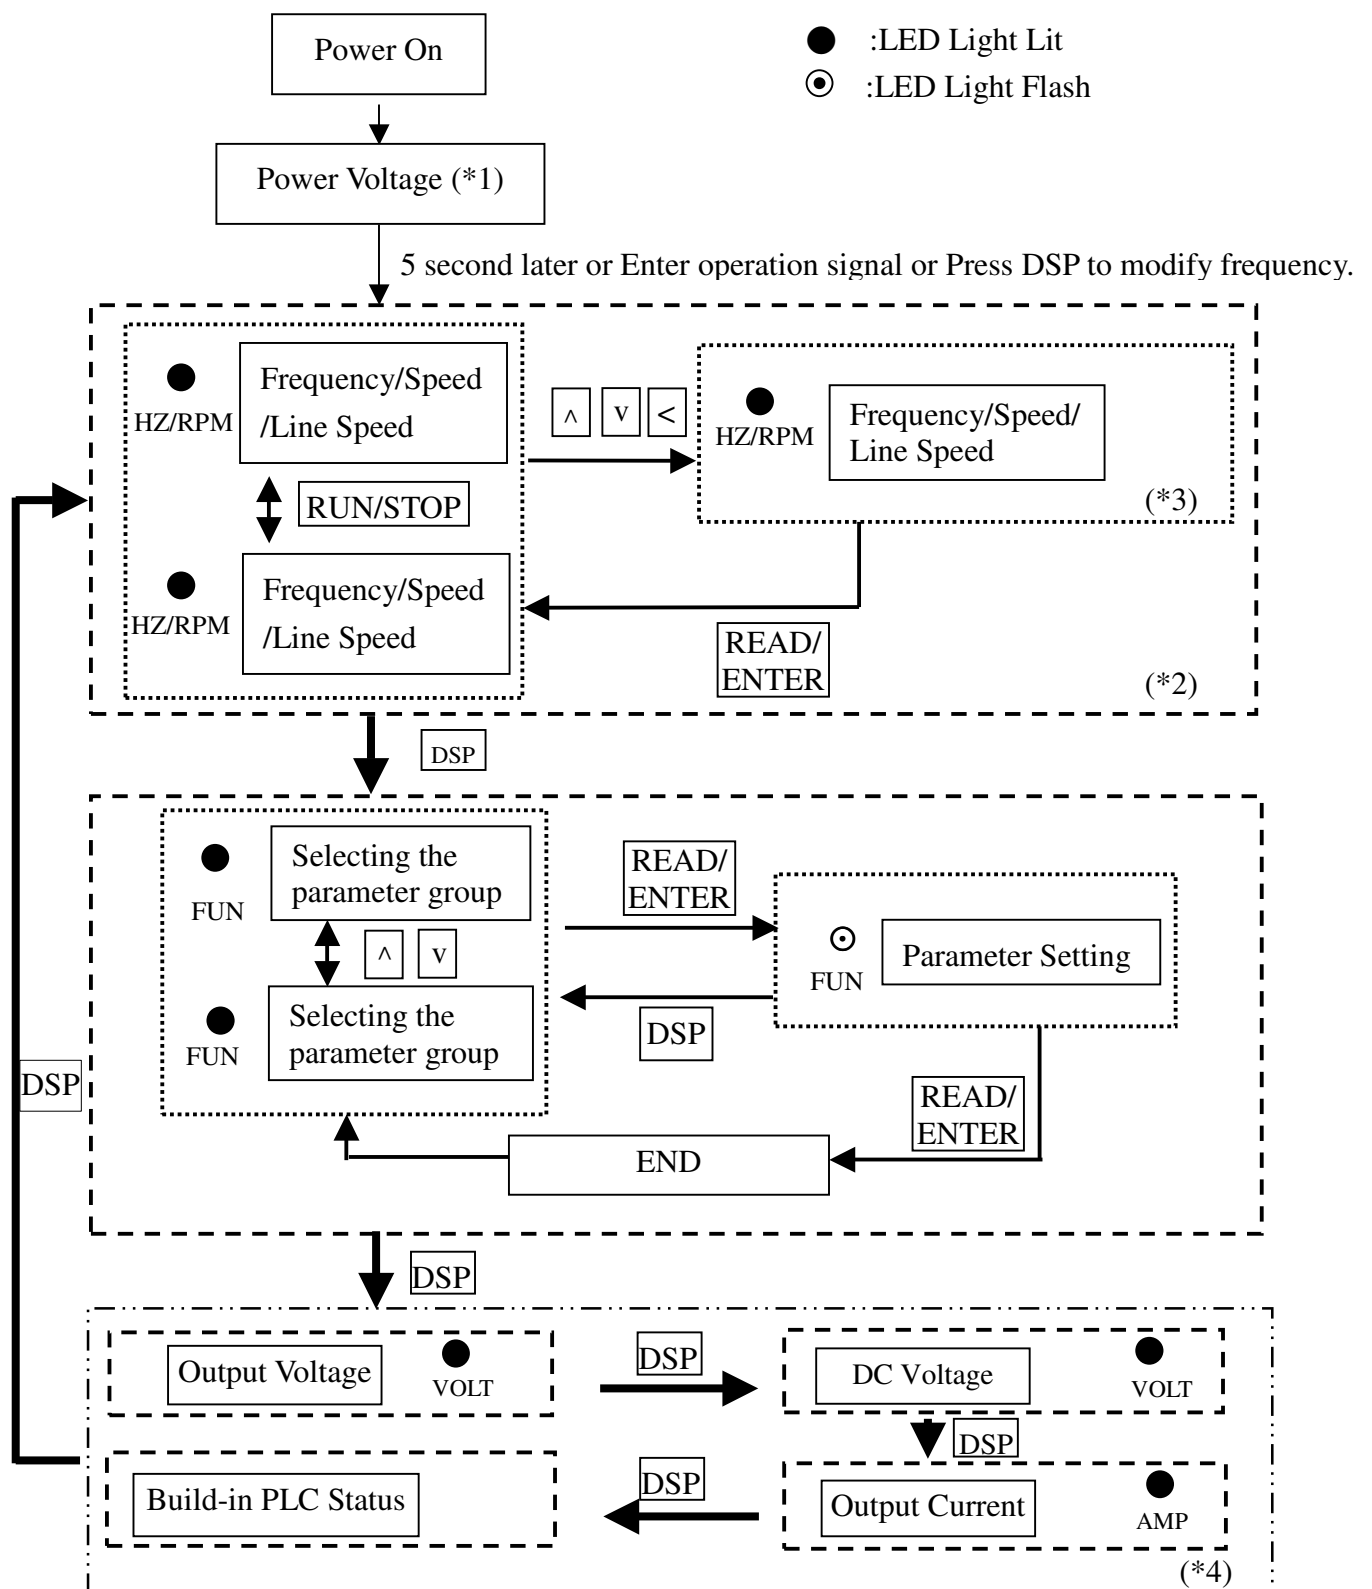 Power On
:LED Light Lit
:LED Light Flash
Power Voltage (*1)
5 second later or Enter operation signal or Press DSP to modify frequency.
HZ/RPM
Frequency/Speed
/Line Speed
^ v <
HZ/RPM
Frequency/Speed/
Line Speed
(*3)
RUN/STOP
HZ/RPM
Frequency/Speed
/Line Speed
READ/
ENTER
(*2)
DSP
FUN
Selecting the
parameter group
READ/
ENTER
^ v
FUN
Parameter Setting
FUN
Selecting the
parameter group
DSP
DSP
READ/
ENTER
END
DSP
Output Voltage
VOLT
DSP
DC Voltage
VOLT
DSP
Build-in PLC Status
DSP
Output Current
AMP
(*4)